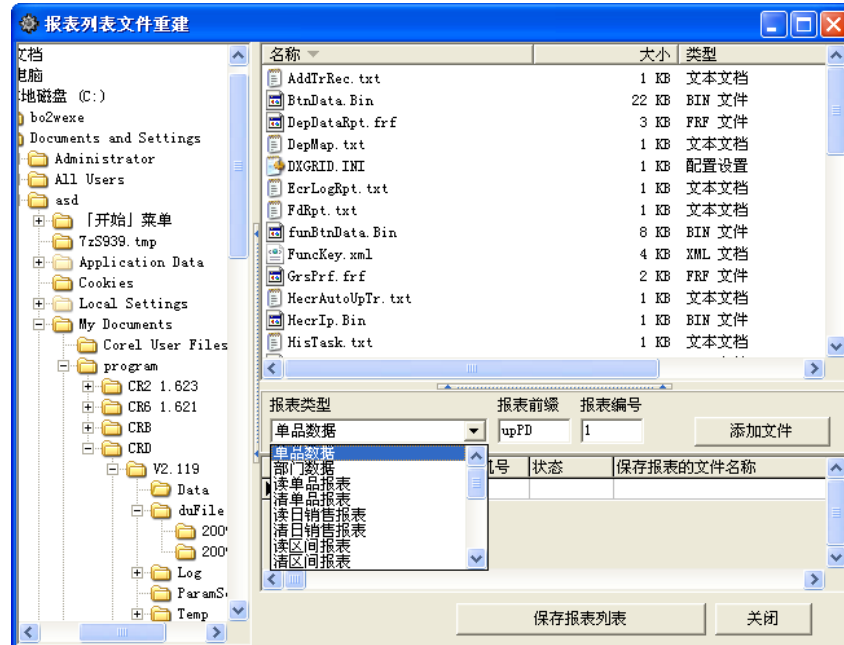 报表列表文件重建
文档
电脑
本地磁盘 (C:)
bo2wexe
Documents and Settings
Administrator
All Users
asd
「开始」菜单
7zS939.tmp
Application Data
Cookies
Local Settings
My Documents
Corel User Files
program
CR2 1.623
CR6 1.621
CRB
CRD
V2.119
Data
duFile
200
200
Log
ParamS
Temp
名称 大小 类型
AddTrRec.txt 1 KB 文本文档
BtnData.Bin 22 KB BIN 文件
DepDataRpt.frf 3 KB FRF 文件
DepMap.txt 1 KB 文本文档
DXGRID.INI 1 KB 配置设置
EcrLogRpt.txt 1 KB 文本文档
FdRpt.txt 1 KB 文本文档
funBtnData.Bin 8 KB BIN 文件
FuncKey.xml 4 KB XML 文档
GrsPrf.frf 2 KB FRF 文件
HecrAutoUpTr.txt 1 KB 文本文档
HecrIp.Bin 1 KB BIN 文件
HisTask.txt 1 KB 文本文档
报表类型 报表前缀 报表编号
单品数据 upPD 1 添加文件
单品数据
部门数据
读单品报表
清单品报表
读日销售报表
清日销售报表
读区间报表
清区间报表
号 状态 保存报表的文件名称
保存报表列表 关闭